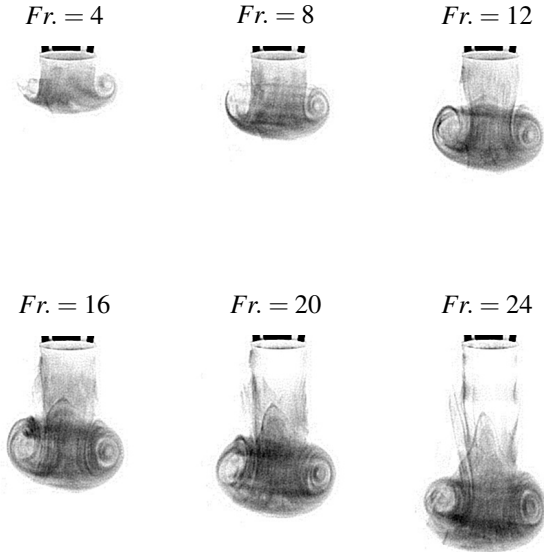 Fr. = 4
Fr. = 8
Fr. = 12
Fr. = 16
Fr. = 20
Fr. = 24